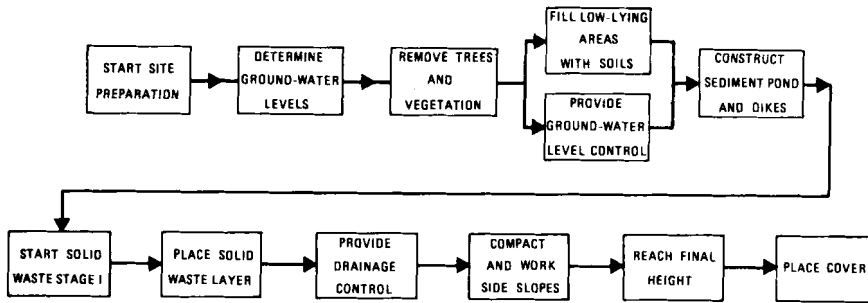 START SITE
PREPARATION
DETERMINE
GROUND-WATER
LEVELS
REMOVE TREES
AND
VEGETATION
FILL LOW-LYING
AREAS
WITH SOILS
PROVIDE
GROUND-WATER
LEVEL CONTROL
CONSTRUCT
SEDIMENT POND
AND DIKES
START SOLID
WASTE STAGE I
PLACE SOLID
WASTE LAYER
PROVIDE
DRAINAGE
CONTROL
COMPACT
AND WORK
SIDE SLOPES
REACH FINAL
HEIGHT
PLACE COVER